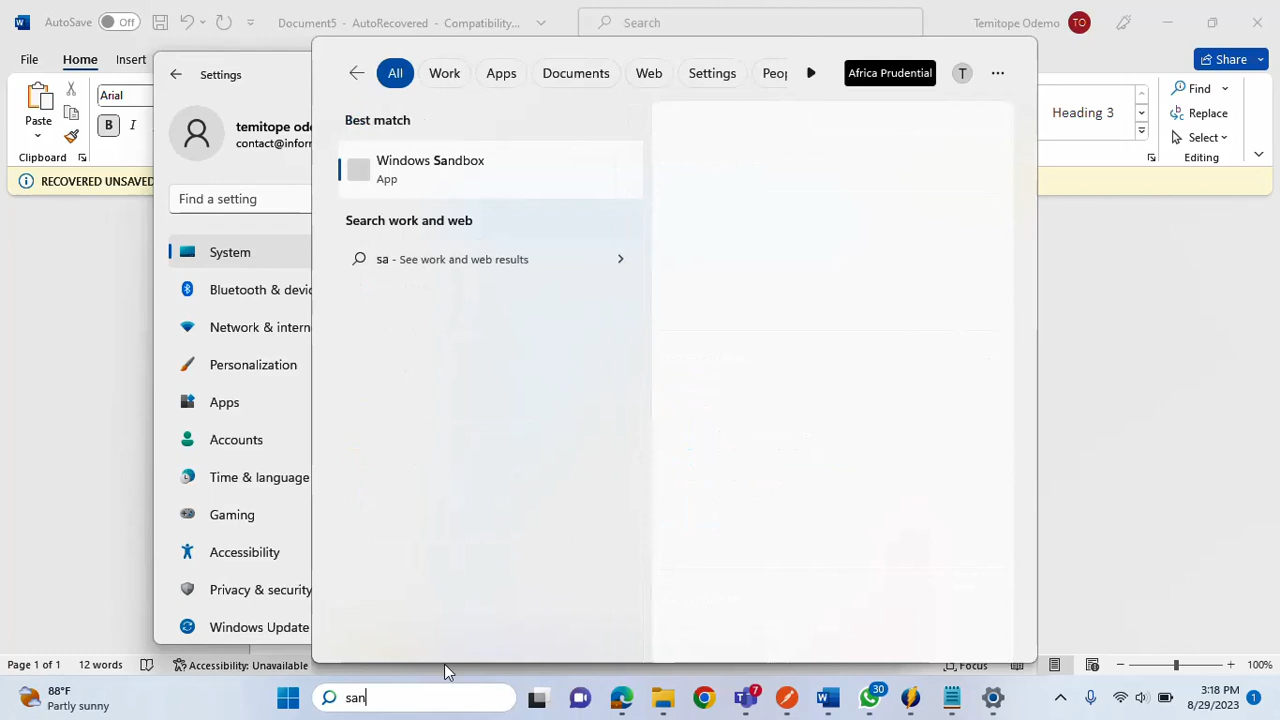 AutoSave Off Document5 - AutoRecovered - Compatibility... Search Temitope Odemo TO
File Home Insert Share
Settings
All Work Apps Documents Web Settings Peop Africa Prudential T
Paste Arial B I Find Heading 3 Replace Select
Clipboard Editing
RECOVERED UNSAVED
temitope od
contact@inform
Find a setting
System
Bluetooth & devic
Network & intern
Personalization
Apps
Accounts
Time & language
Gaming
Accessibility
Privacy & security
Windows Update
Best match
Windows Sandbox
App
Search work and web
sa - See work and web results
Page 1 of 1 12 words Accessibility: Unavailable Focus 100%
88°F
Partly sunny
san
7
30
3:18 PM
8/29/2023
1